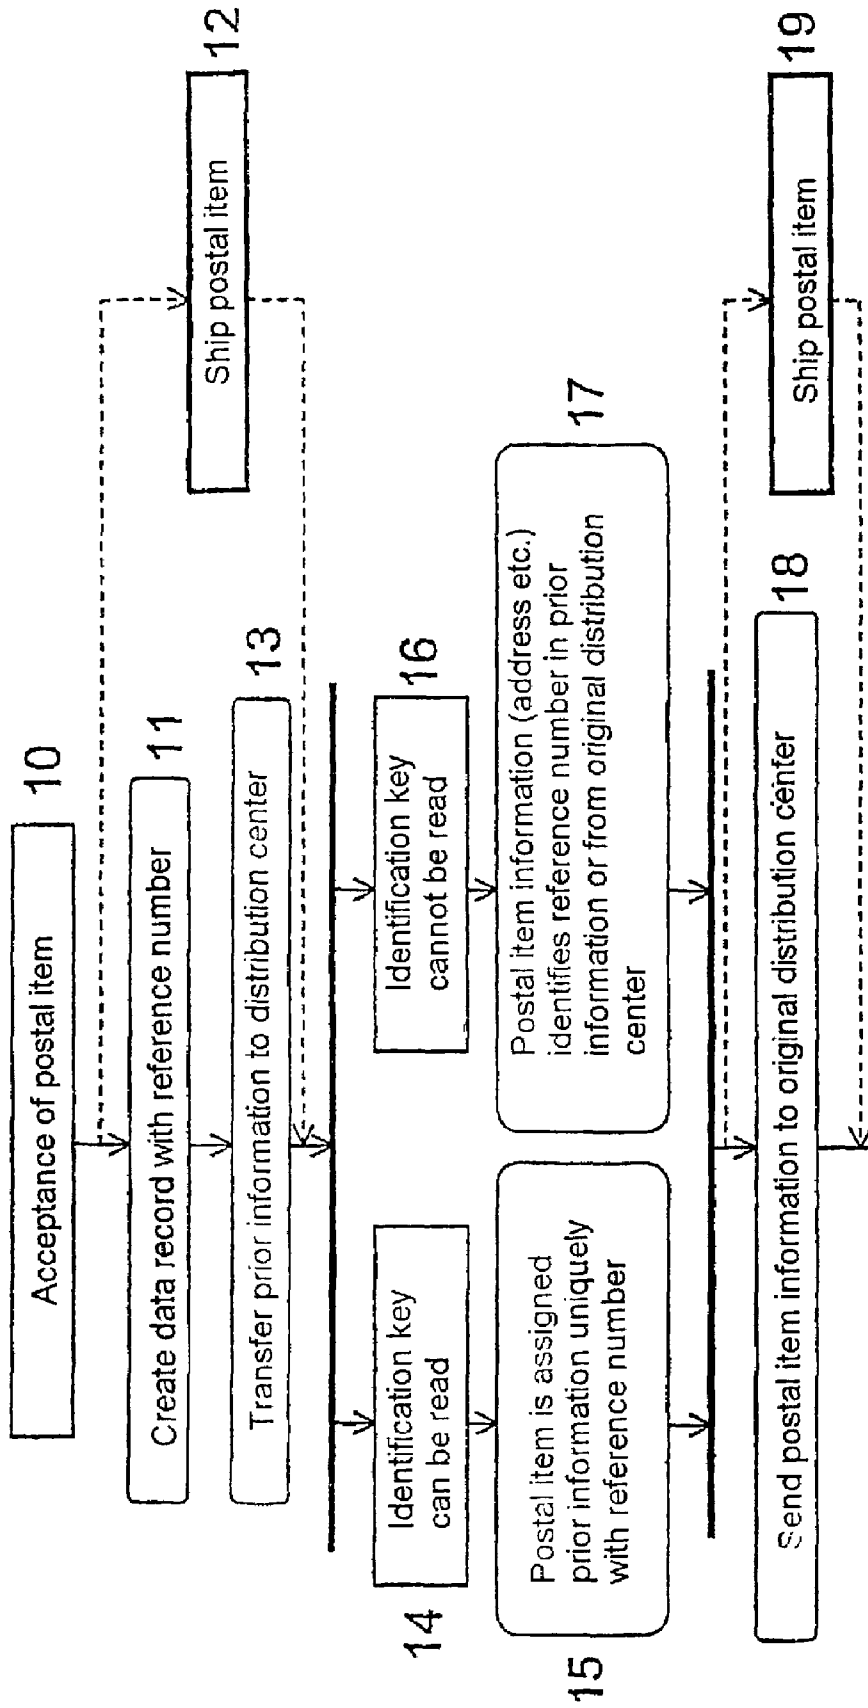 Acceptance of postal item
10
Create data record with reference number
11
Ship postal item
12
Transfer prior information to distribution center
13
Identification key
can be read
14
Postal item is assigned
prior information uniquely
with reference number
15
Identification key
cannot be read
16
Postal item information (address etc.)
identifies reference number in prior
information or from original distribution
center
17
Send postal item information to original distribution center
18
Ship postal item
19